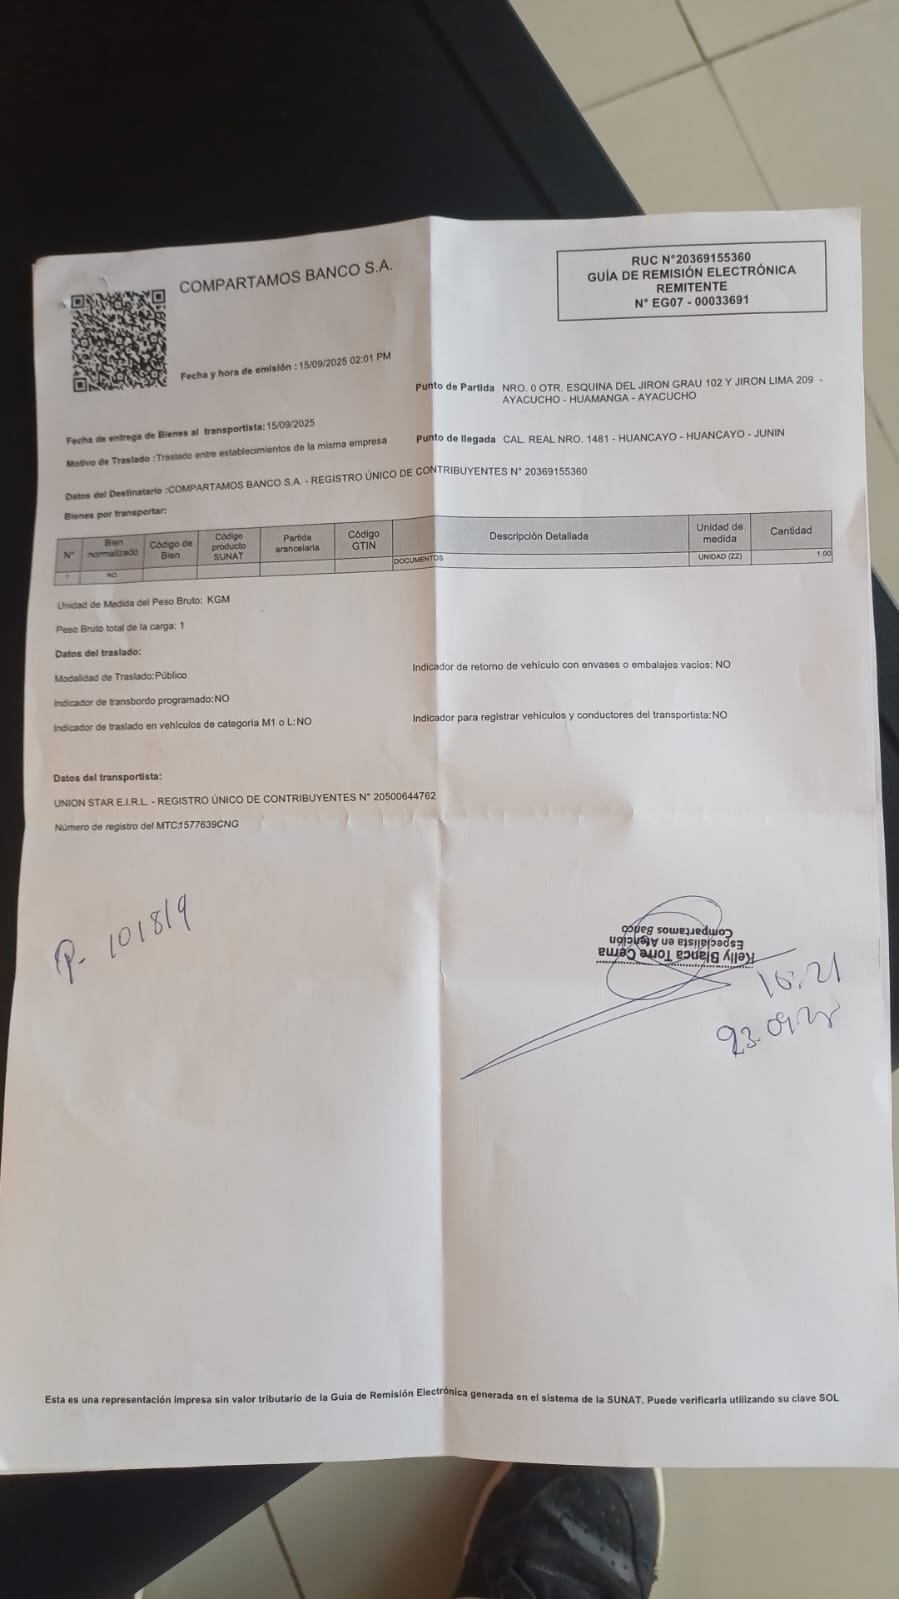 COMPARTAMOS BANCO S.A.
RUC N°20369155360
GUÍA DE REMISIÓN ELECTRÓNICA
REMITENTE
N° EG07 - 00033691
Fecha y hora de emisión : 15/09/2025 02:01 PM
Punto de Partida NRO. 0 OTR. ESQUINA DEL JIRON GRAU 102 Y JIRON LIMA 209 -
AYACUCHO - HUAMANGA - AYACUCHO
Fecha de entrega de Bienes al transportista:15/09/2025
Motivo de Traslado :Traslado entre establecimientos de la misma empresa
Punto de llegada CAL. REAL NRO. 1481 - HUANCAYO - HUANCAYO - JUNIN
Datos del Destinatario :COMPARTAMOS BANCO S.A. - REGISTRO ÚNICO DE CONTRIBUYENTES N° 20369155360
Bienes por transportar:
N° Bien normalizado Código de Bien Código producto SUNAT Partida arancelaria Código GTIN Descripción Detallada Unidad de medida Cantidad
1 NO DOCUMENTOS UNIDAD (ZZ) 1.00
Unidad de Medida del Peso Bruto: KGM
Peso Bruto total de la carga: 1
Datos del traslado:
Modalidad de Traslado:Público
Indicador de retorno de vehiculo con envases o embalajes vacios: NO
Indicador de transbordo programado:NO
Indicador de traslado en vehículos de categoría M1 o L:NO
Indicador para registrar vehículos y conductores del transportista:NO
Datos del transportista:
UNION STAR E.I.R.L. - REGISTRO ÚNICO DE CONTRIBUYENTES N° 20500644762
Número de registro del MTC:1577639CNG
P- 101819
Kelly Blanca Torre Cerna
Especialista en Atención
Compartamos Banco
16:21
Esta es una representación impresa sin valor tributario de la Guia de Remisión Electrónica generada en el sistema de la SUNAT. Puede verificarla utilizando su clave SOL